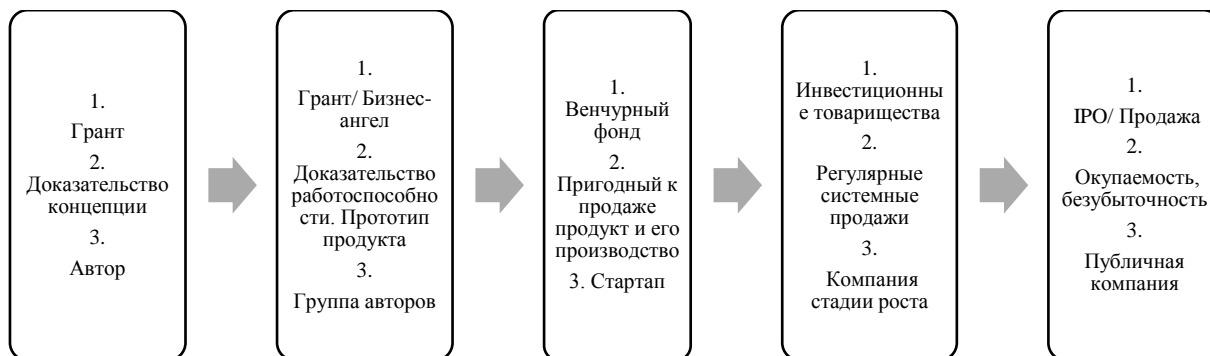 1.
Грант
2.
Доказательство
концепции
3.
Автор
1.
Грант/ Бизнес-
ангел
2.
Доказательство
работоспособно
сти. Прототип
продукта
3.
Группа авторов
1.
Венчурный
фонд
2.
Пригодный к
продаже
продукт и его
производство
3. Стартап
1.
Инвестиционны
е товарищества
2.
Регулярные
системные
продажи
3.
Компания
стадии роста
1.
IPO/ Продажа
2.
Окупаемость,
безубыточность
3.
Публичная
компания